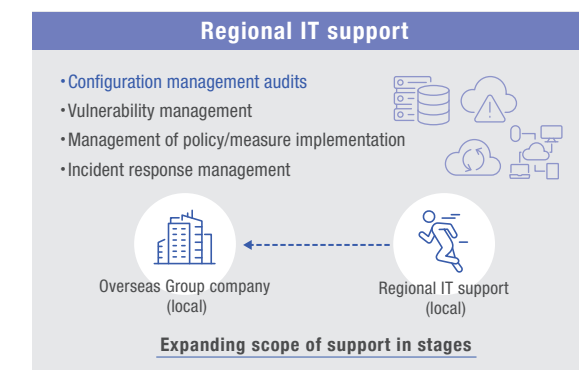 Regional IT support
・Configuration management audits
・Vulnerability management
・Management of policy/measure implementation
・Incident response management
Overseas Group company
(local)
Regional IT support
(local)
Expanding scope of support in stages